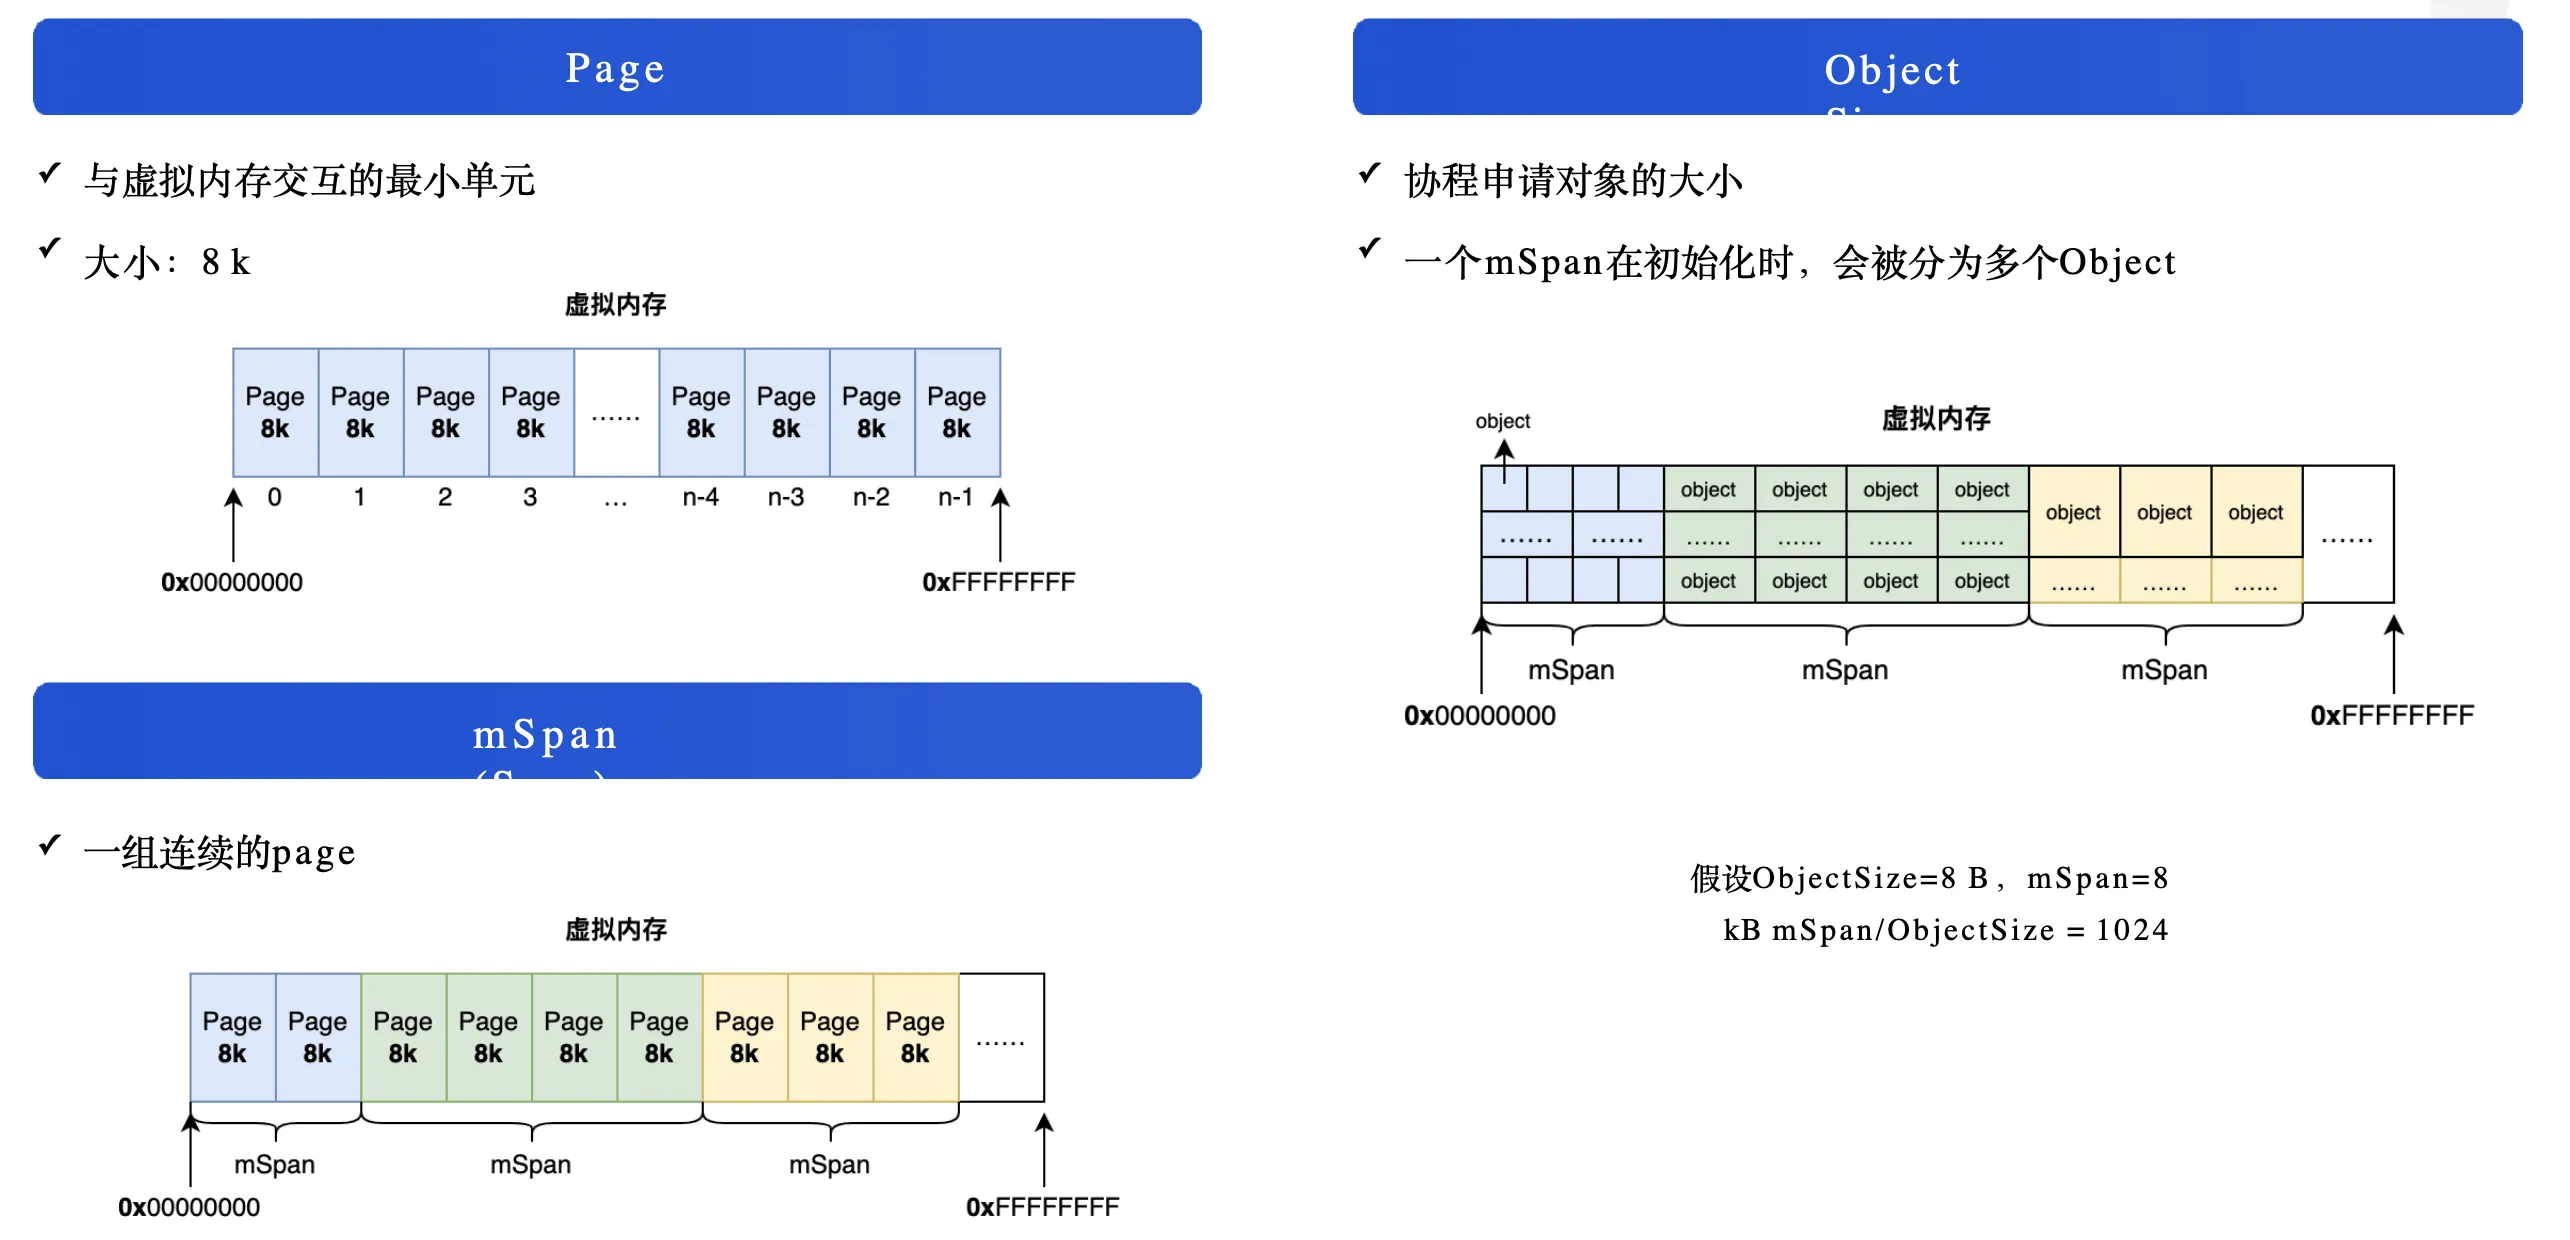 Page
✓ 与虚拟内存交互的最小单元
✓ 大小：8 k
虚拟内存
Page Page Page Page Page Page Page Page
8k 8k 8k 8k ...... 8k 8k 8k 8k
0 1 2 3 ... n-4 n-3 n-2 n-1
0x00000000 0xFFFFFFFF
mSpan
✓ 一组连续的page
虚拟内存
Page Page Page Page Page Page Page Page Page
8k 8k 8k 8k 8k 8k 8k 8k 8k ......
mSpan mSpan mSpan
0x00000000 0xFFFFFFFF
Object
✓ 协程申请对象的大小
✓ 一个mSpan在初始化时，会被分为多个Object
object 虚拟内存
object object object object
object object object
...... ...... ...... ...... ...... ...... ......
object object object object ...... ...... ......
mSpan mSpan mSpan
0x00000000 0xFFFFFFFF
假设ObjectSize=8 B，mSpan=8
kB mSpan/ObjectSize = 1024